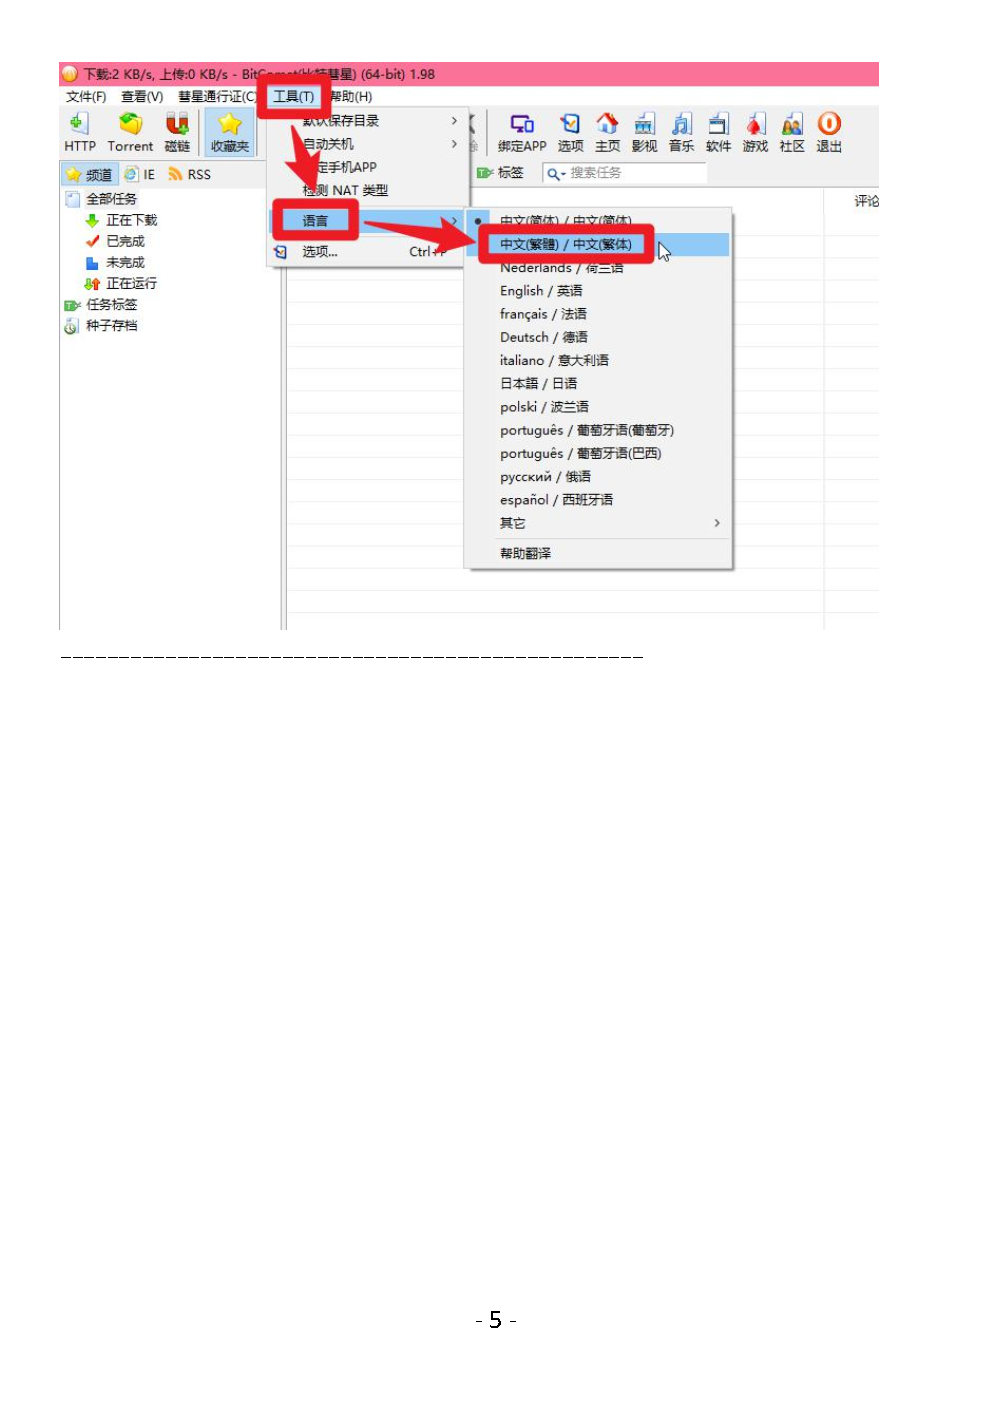 下载:2 KB/s, 上传:0 KB/s - BitComet(比特彗星) (64-bit) 1.98
文件(F) 查看(V) 彗星通行证(C) 工具(T) 帮助(H)
HTTP Torrent 磁链 收藏夹 绑定APP 选项 主页 影视 音乐 软件 游戏 社区 退出
频道 IE RSS
标签 搜索任务
评论
全部任务
正在下载
已完成
未完成
正在运行
任务标签
种子存档
默认保存目录
自动关机
定手机APP
检测 NAT 类型
语言
选项... Ctrl+P
中文(简体) / 中文(简体)
中文(繁體) / 中文(繁体)
Nederlands / 荷兰语
English / 英语
français / 法语
Deutsch / 德语
italiano / 意大利语
日本語 / 日语
polski / 波兰语
português / 葡萄牙语(葡萄牙)
português / 葡萄牙语(巴西)
русский / 俄语
español / 西班牙语
其它
帮助翻译
- 5 -